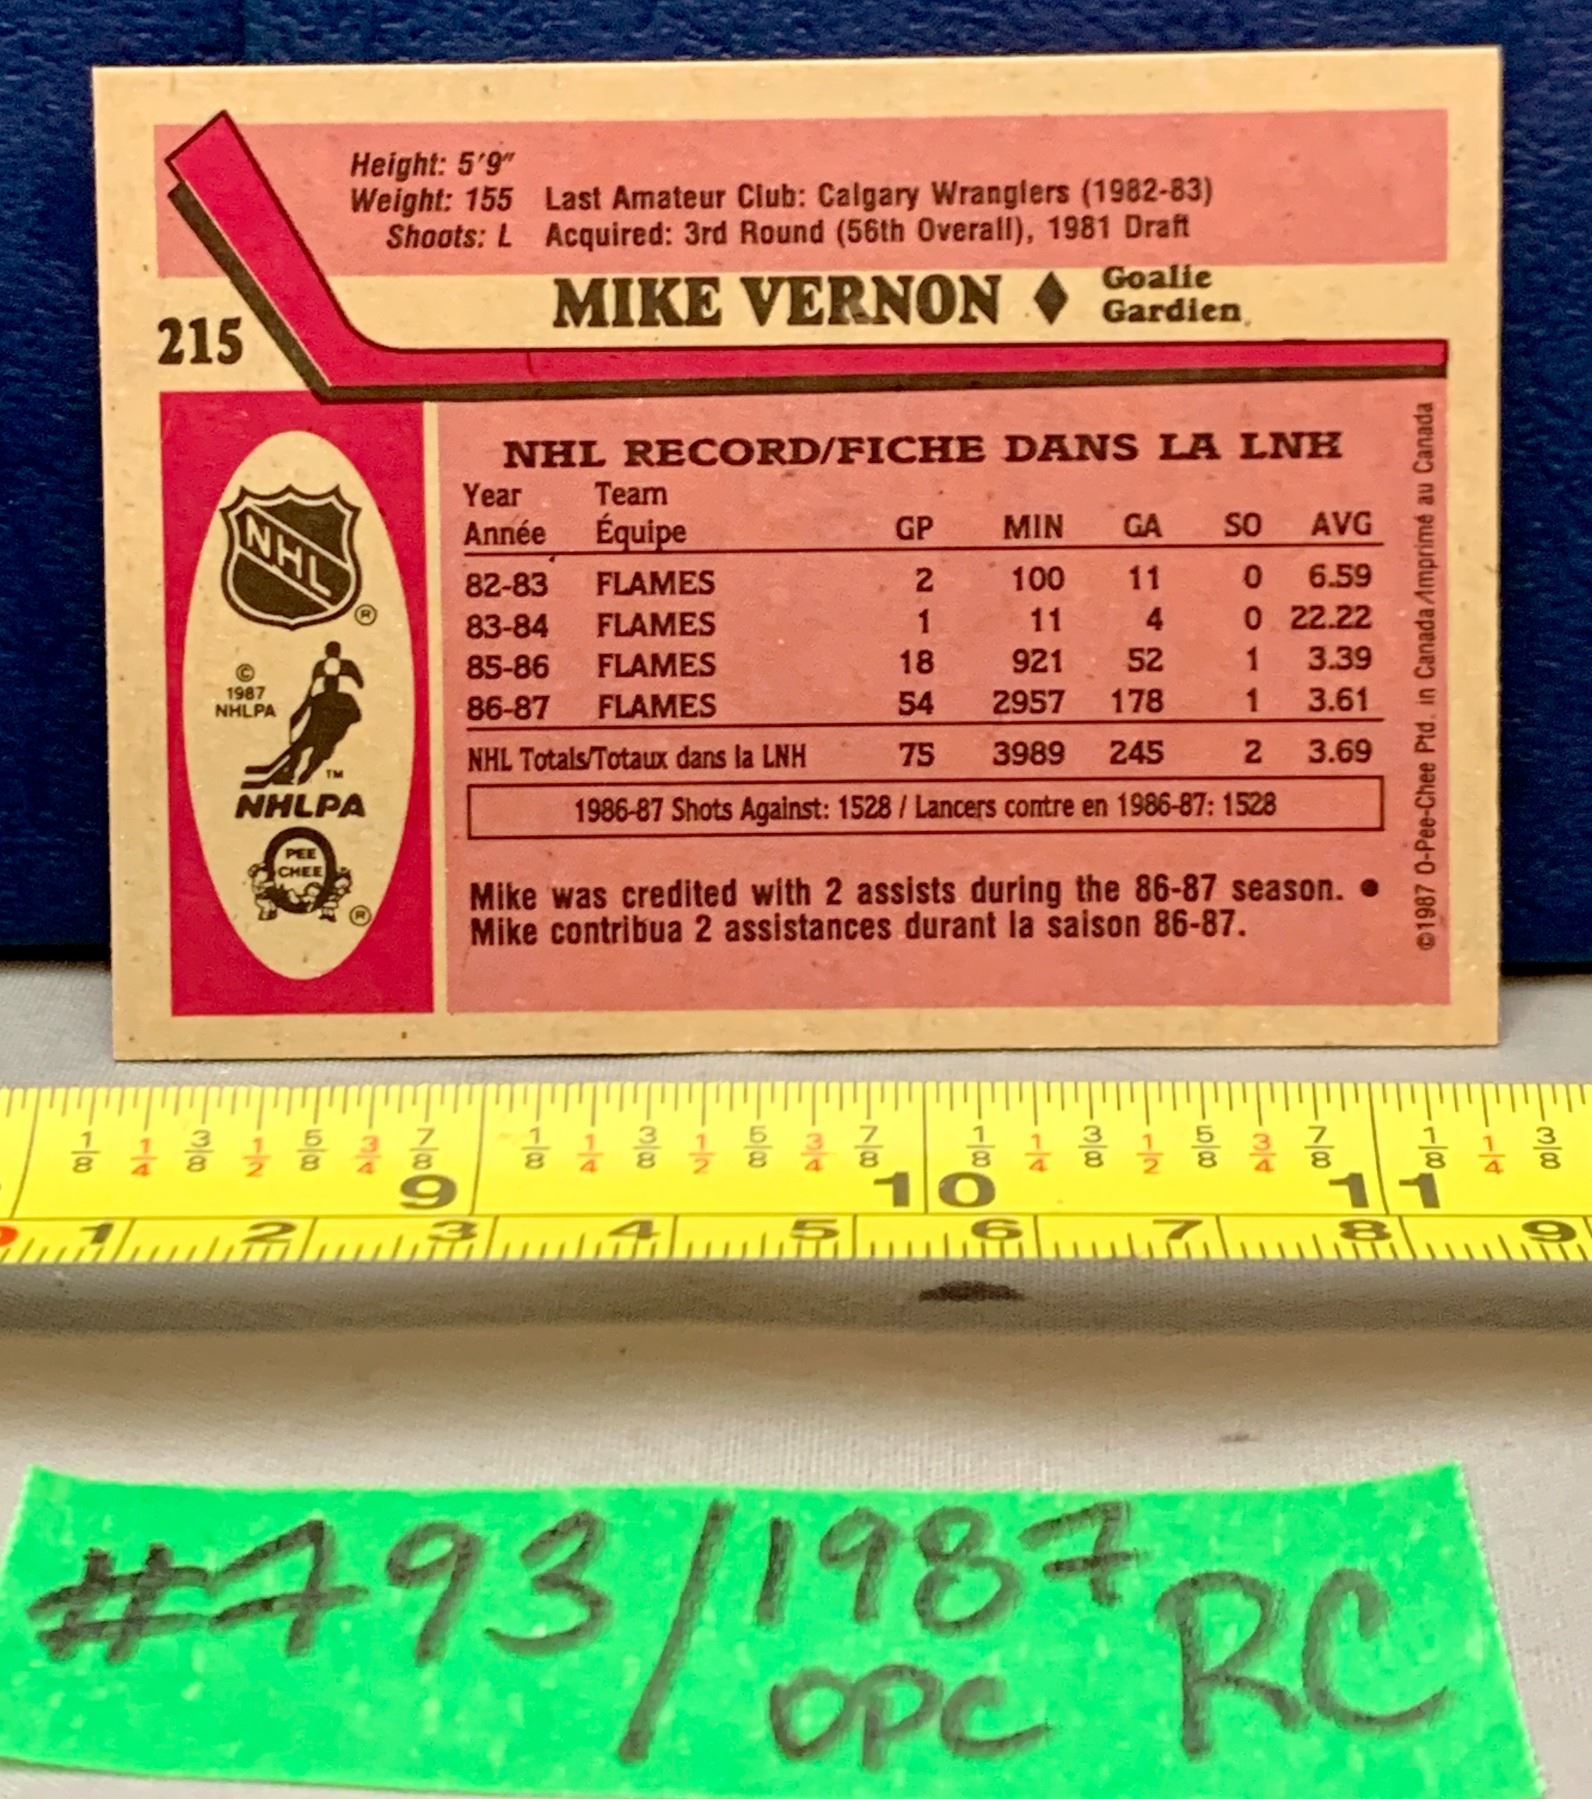 Height: 5'9"
Weight: 155 Last Amateur Club: Calgary Wranglers (1982-83)
Shoots: L Acquired: 3rd Round (56th Overall), 1981 Draft
MIKE VERNON ♦ Goalie
Gardien
215
NHL RECORD/FICHE DANS LA LNH
Year Team
Année Équipe GP MIN GA SO AVG
82-83 FLAMES 2 100 11 0 6.59
83-84 FLAMES 1 11 4 0 22.22
85-86 FLAMES 18 921 52 1 3.39
86-87 FLAMES 54 2957 178 1 3.61
NHL Totals/Totaux dans la LNH 75 3989 245 2 3.69
1986-87 Shots Against: 1528 / Lancers contre en 1986-87: 1528
Mike was credited with 2 assists during the 86-87 season. •
Mike contribua 2 assistances durant la saison 86-87.
©1987 O-Pee-Chee Ptd. in Canada/Imprimé au Canada
NHL ®
©
1987
NHLPA
TM
NHLPA
PEE
CHEE
®
1/8 1/4 3/8 1/2 5/8 3/4 7/8 1/8 1/4 3/8 1/2 5/8 3/4 7/8 1/8 1/4 3/8 1/2 5/8 3/4 7/8 1/8 1/4 3/8
9 10 11
1 2 3 4 5 6 7 8 9
#793/1987 RC
OPC